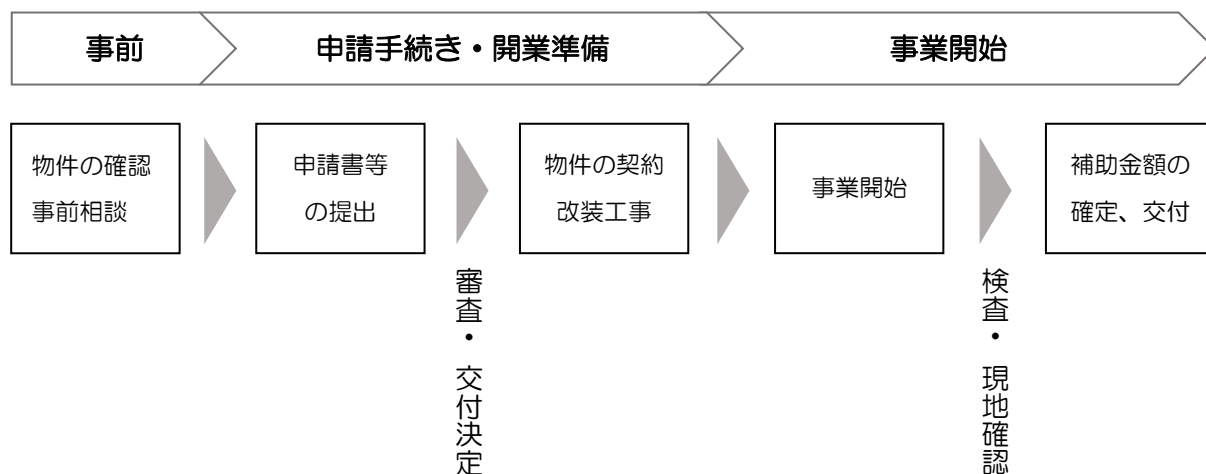 事前
申請手続き・開業準備
事業開始
物件の確認
事前相談
申請書等
の提出
審査・交付決定
物件の契約
改装工事
事業開始
検査・現地確認
補助金額の
確定、交付